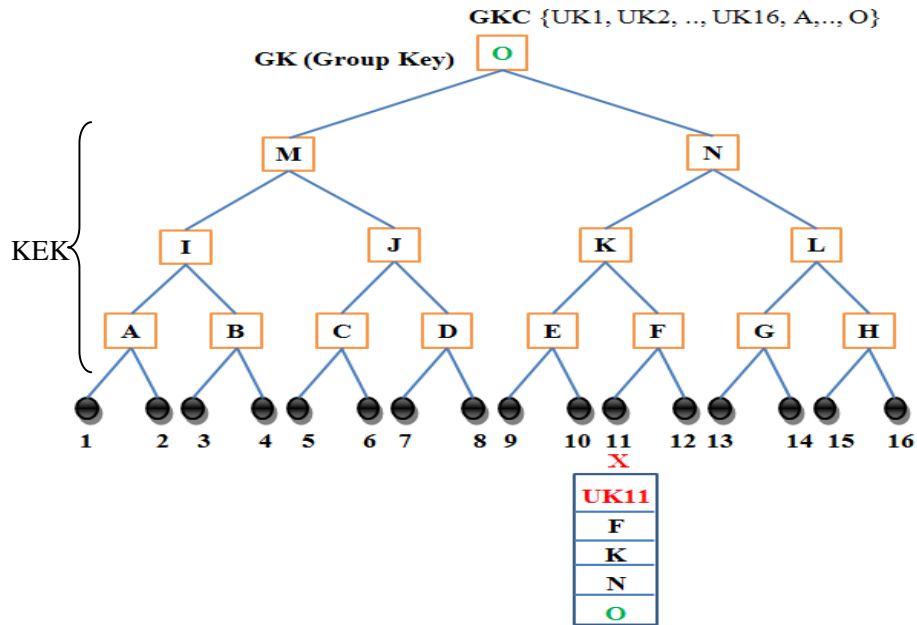 GKC {UK1, UK2, .., UK16, A,.., O}
GK (Group Key)
O
M
N
KEK
I
J
K
L
A
B
C
D
E
F
G
H
1 2 3 4 5 6 7 8 9 10 11 12 13 14 15 16
X
UK11
F
K
N
O